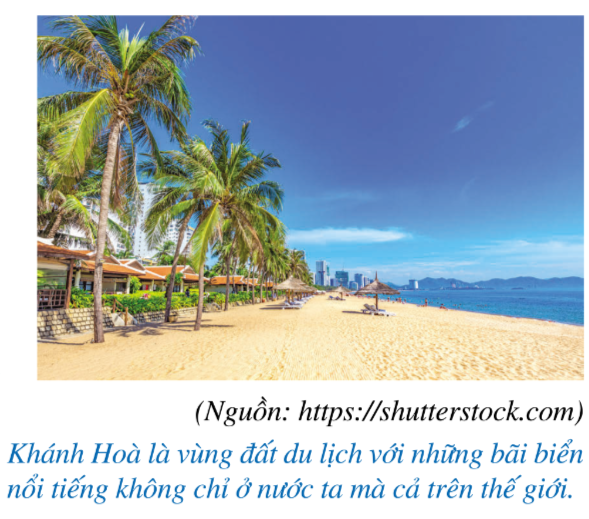 (Nguồn: https://shutterstock.com)
Khánh Hoà là vùng đất du lịch với những bãi biển
nổi tiếng không chỉ ở nước ta mà cả trên thế giới.